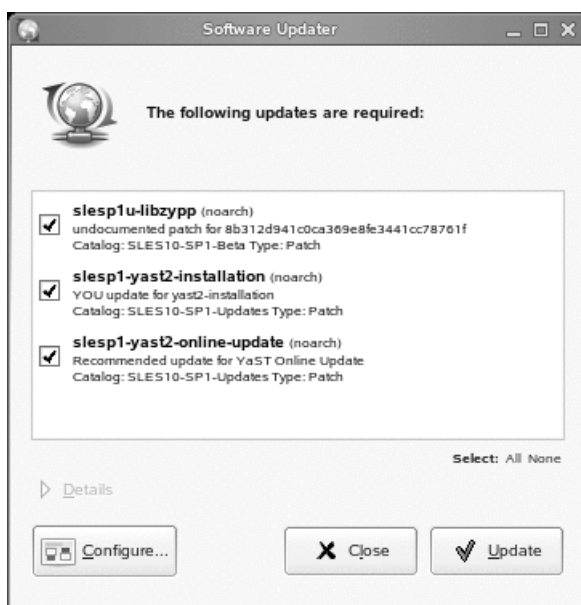 Software Updater
The following updates are required:
slesp1u-libzypp (noarch)
undocumented patch for 8b312d941c0ca369e8fe3441cc78761f
Catalog: SLES10-SP1-Beta Type: Patch
slesp1-yast2-installation (noarch)
YOU update for yast2-installation
Catalog: SLES10-SP1-Updates Type: Patch
slesp1-yast2-online-update (noarch)
Recommended update for YaST Online Update
Catalog: SLES10-SP1-Updates Type: Patch
Select: All None
Details
Configure... Close Update